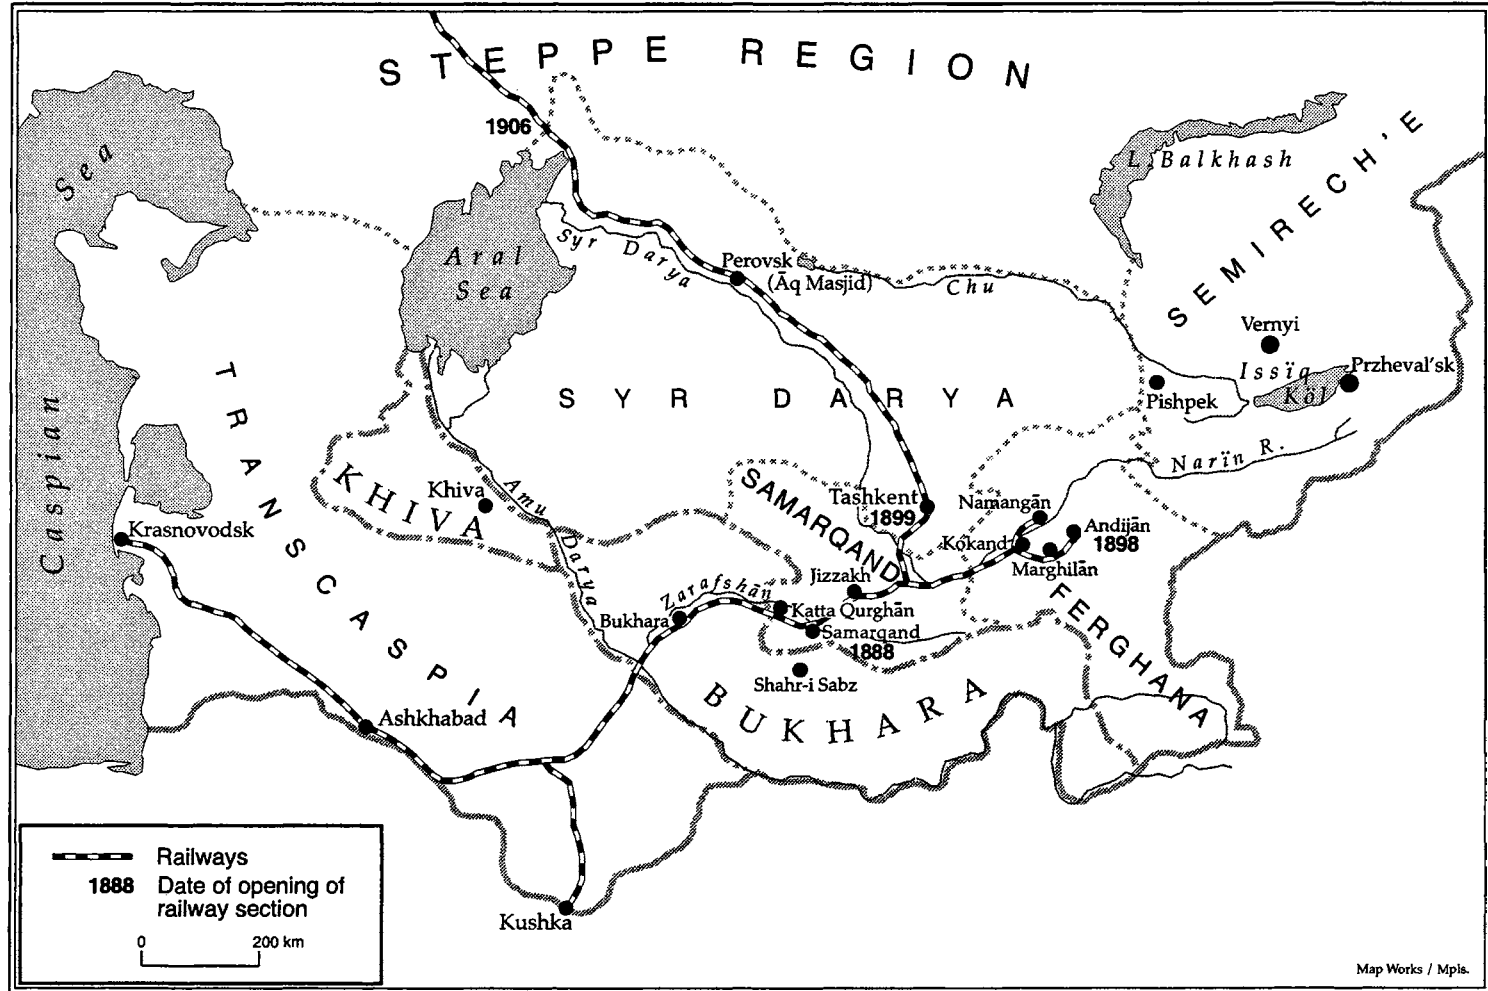 STEPPE REGION
1906
Sea
L. Balkhash
SEMIRECH'E
Aral
Sea
Syr Darya
Perovsk
(Āq Masjid)
Chu
Vernyi
Issïq
Köl
Przheval'sk
Pishpek
TRANSCASPIA
SYR DARYA
Caspian
Narïn R.
KHIVA
Khiva
Amu Darya
SAMARQAND
Tashkent
1899
Namangān
Andijān
1898
Kokand
Marghilān
Krasnovodsk
Jizzakh
Zarafshān
Katta Qurghān
Bukhara
Samarqand
1888
FERGHANA
Shahr-i Sabz
BUKHARA
Ashkhabad
Kushka
Railways
1888 Date of opening of
railway section
0 200 km
Map Works / Mpls.